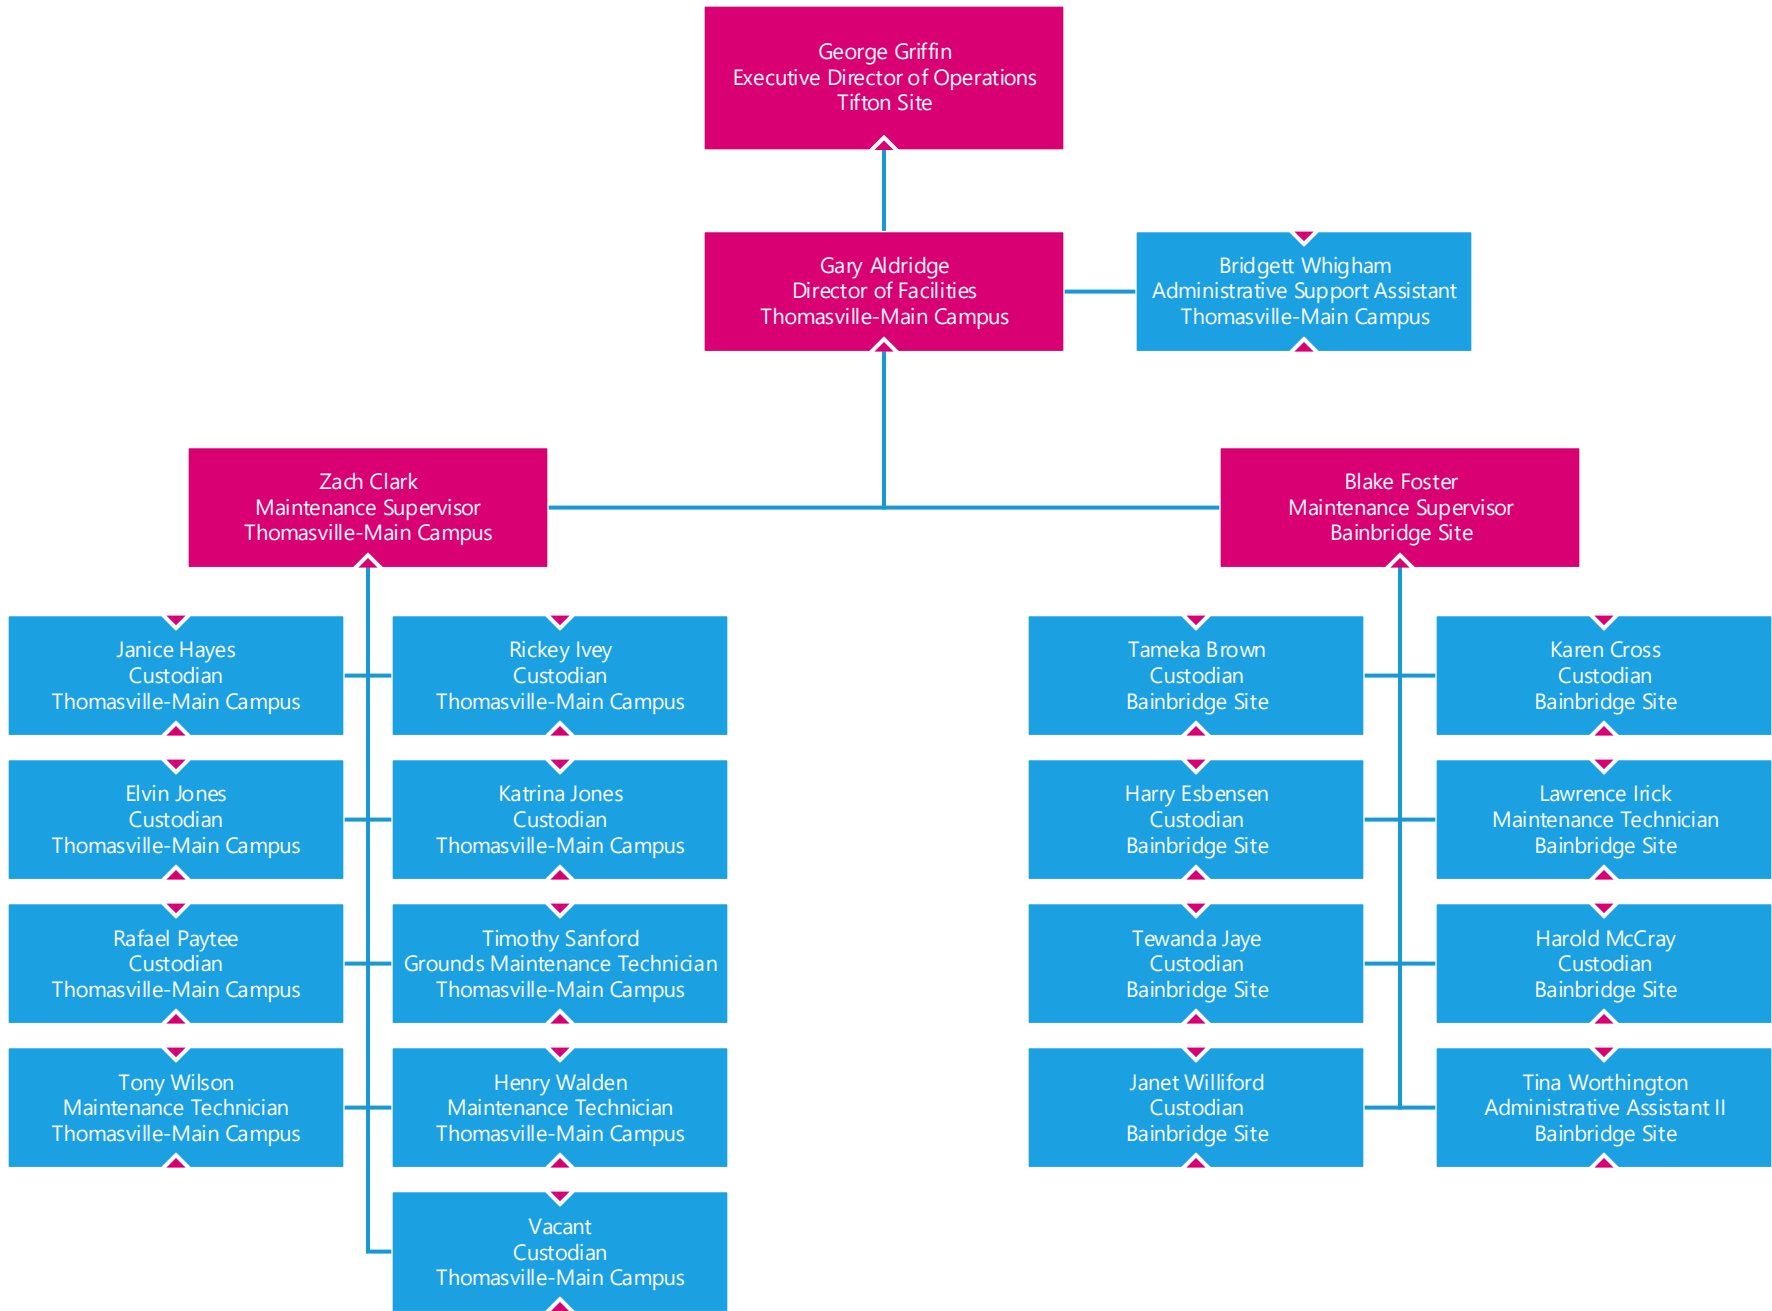 George Griffin
Executive Director of Operations
Tifton Site
Gary Aldridge
Director of Facilities
Thomasville-Main Campus
Bridgett Whigham
Administrative Support Assistant
Thomasville-Main Campus
Zach Clark
Maintenance Supervisor
Thomasville-Main Campus
Blake Foster
Maintenance Supervisor
Bainbridge Site
Janice Hayes
Custodian
Thomasville-Main Campus
Rickey Ivey
Custodian
Thomasville-Main Campus
Tameka Brown
Custodian
Bainbridge Site
Karen Cross
Custodian
Bainbridge Site
Elvin Jones
Custodian
Thomasville-Main Campus
Katrina Jones
Custodian
Thomasville-Main Campus
Harry Esbensen
Custodian
Bainbridge Site
Lawrence Irick
Maintenance Technician
Bainbridge Site
Rafael Paytee
Custodian
Thomasville-Main Campus
Timothy Sanford
Grounds Maintenance Technician
Thomasville-Main Campus
Tewanda Jaye
Custodian
Bainbridge Site
Harold McCray
Custodian
Bainbridge Site
Tony Wilson
Maintenance Technician
Thomasville-Main Campus
Henry Walden
Maintenance Technician
Thomasville-Main Campus
Janet Williford
Custodian
Bainbridge Site
Tina Worthington
Administrative Assistant II
Bainbridge Site
Vacant
Custodian
Thomasville-Main Campus